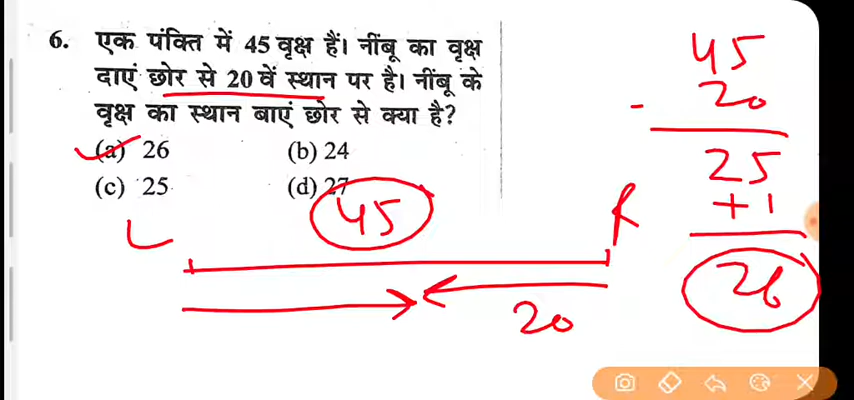 6. एक पंक्ति में 45 वृक्ष हैं। नींबू का वृक्ष
दाएं छोर से 20 वें स्थान पर है। नींबू के
वृक्ष का स्थान बाएं छोर से क्या है?
(a) 26 (b) 24
(c) 25 (d) 27
45
- 20
25
+1
26
L 45 R
20